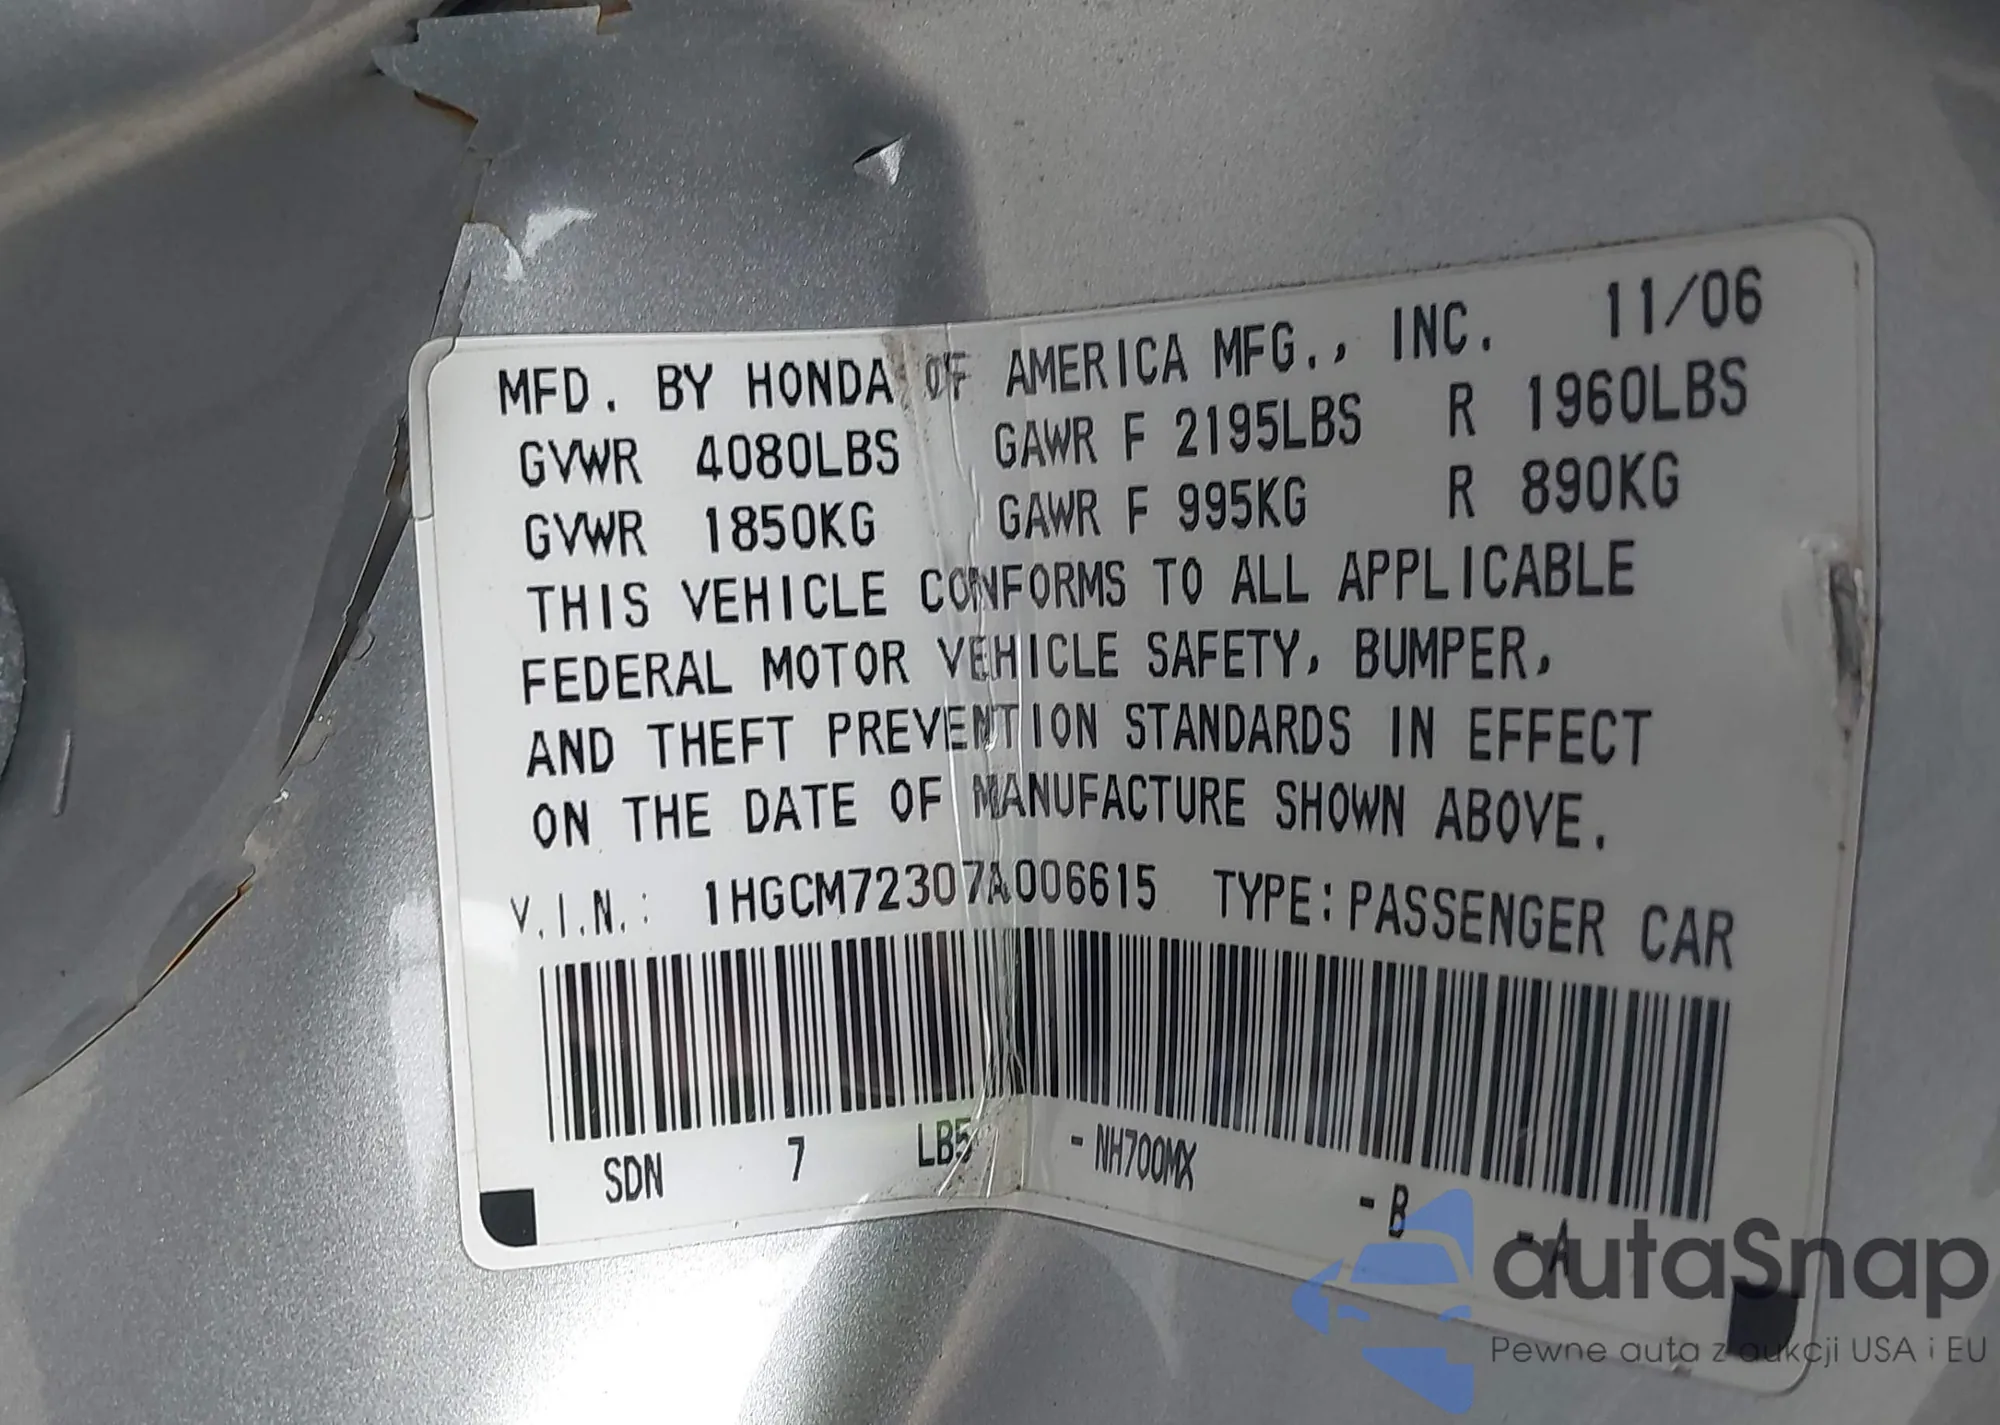 MFD. BY HONDA OF AMERICA MFG., INC. 11/06
GVWR 4080LBS GAWR F 2195LBS R 1960LBS
GVWR 1850KG GAWR F 995KG R 890KG
THIS VEHICLE CONFORMS TO ALL APPLICABLE
FEDERAL MOTOR VEHICLE SAFETY, BUMPER,
AND THEFT PREVENTION STANDARDS IN EFFECT
ON THE DATE OF MANUFACTURE SHOWN ABOVE.
V.I.N.: 1HGCM72307A006615 TYPE:PASSENGER CAR
SDN 7 LB5 -NH700MX -B -A
autaSnap
Pewne auta z aukcji USA i EU